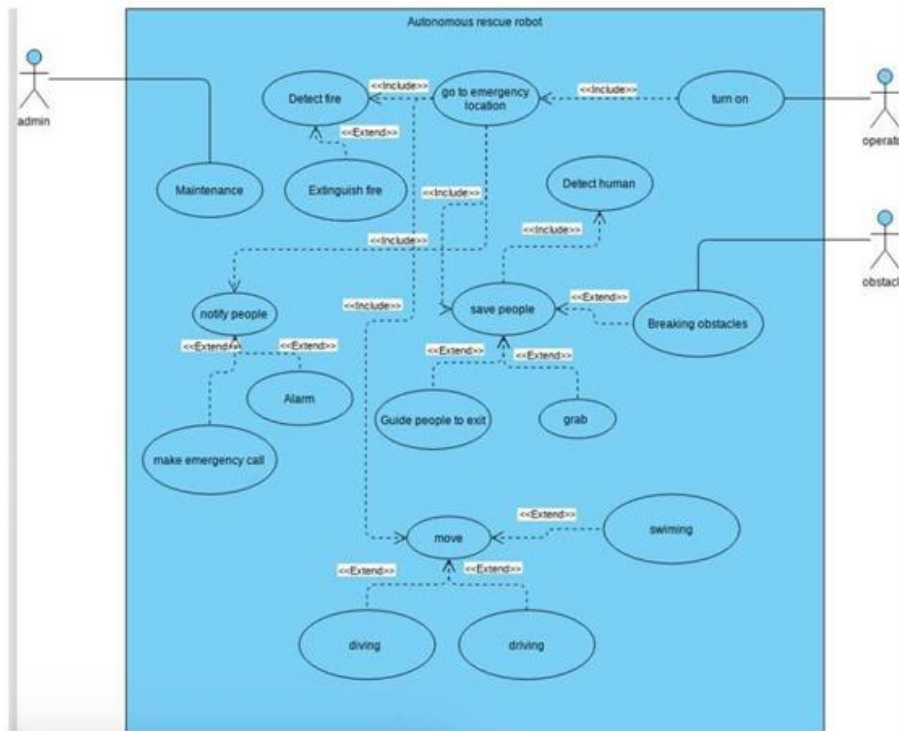 Autonomous rescue robot
admin
Detect fire
<<Include>>
go to emergency
location
<<Include>>
turn on
operato
<<Extend>>
Maintenance
Extinguish fire
<<Include>>
Detect human
<<Include>>
<<Include>>
obstacl
notify people
<<Include>>
save people
<<Extend>>
Breaking obstacles
<<Extend>>
<<Extend>>
<<Extend>>
<<Extend>>
Alarm
Guide people to exit
grab
make emergency call
move
<<Extend>>
swiming
<<Extend>>
<<Extend>>
diving
driving